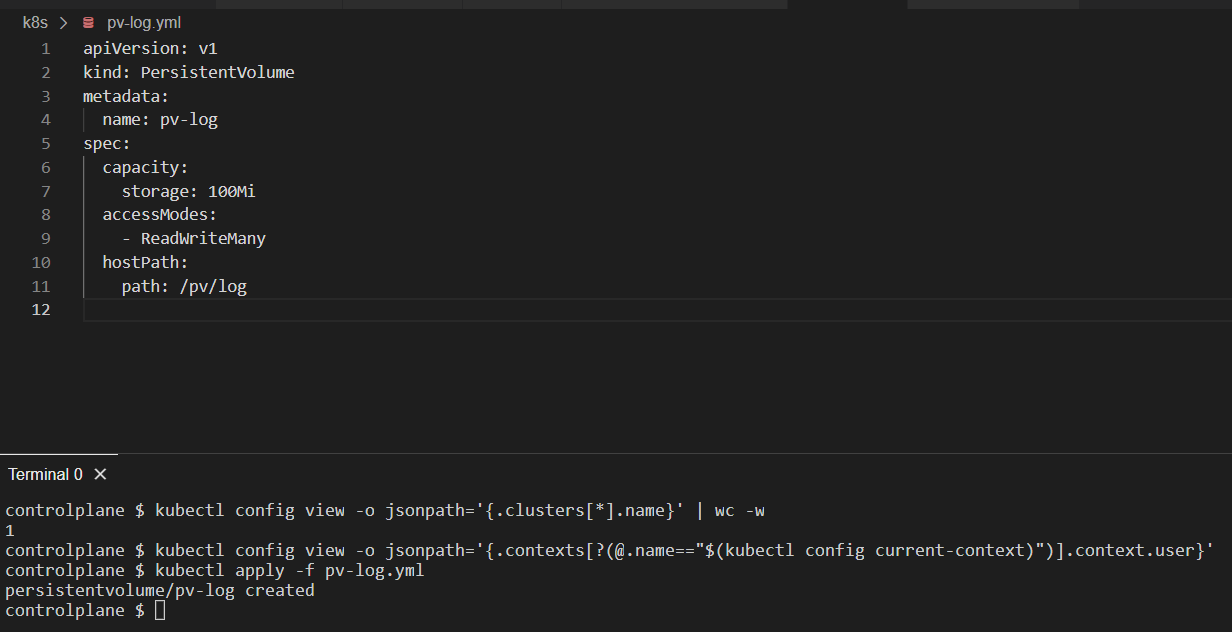 k8s > pv-log.yml
1 apiVersion: v1
2 kind: PersistentVolume
3 metadata:
4   name: pv-log
5 spec:
6   capacity:
7     storage: 100Mi
8   accessModes:
9     - ReadWriteMany
10   hostPath:
11     path: /pv/log
12
Terminal 0 ×
controlplane $ kubectl config view -o jsonpath='{.clusters[*].name}' | wc -w
1
controlplane $ kubectl config view -o jsonpath='{.contexts[?(@.name=="$(kubectl config current-context)")].context.user}'
controlplane $ kubectl apply -f pv-log.yml
persistentvolume/pv-log created
controlplane $